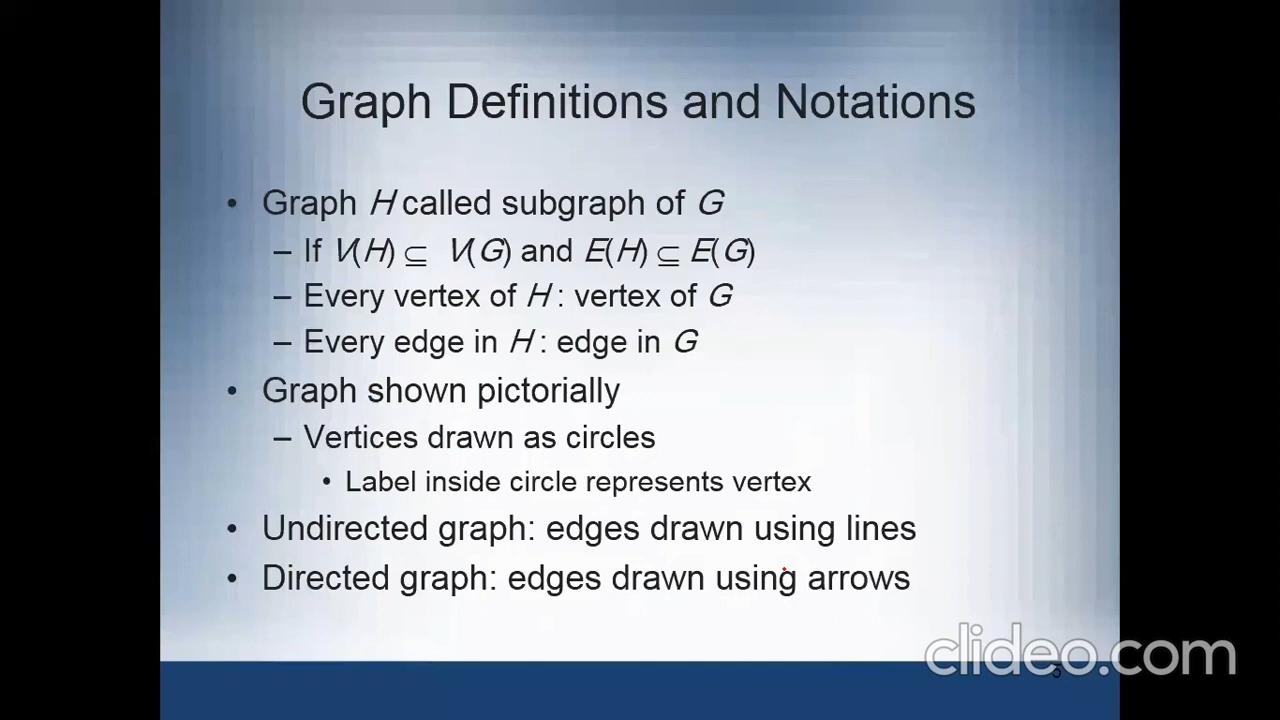 Graph Definitions and Notations
• Graph H called subgraph of G
– If V(H) ⊆ V(G) and E(H) ⊆ E(G)
– Every vertex of H : vertex of G
– Every edge in H : edge in G
• Graph shown pictorially
– Vertices drawn as circles
• Label inside circle represents vertex
• Undirected graph: edges drawn using lines
• Directed graph: edges drawn using arrows
clideo.com
5